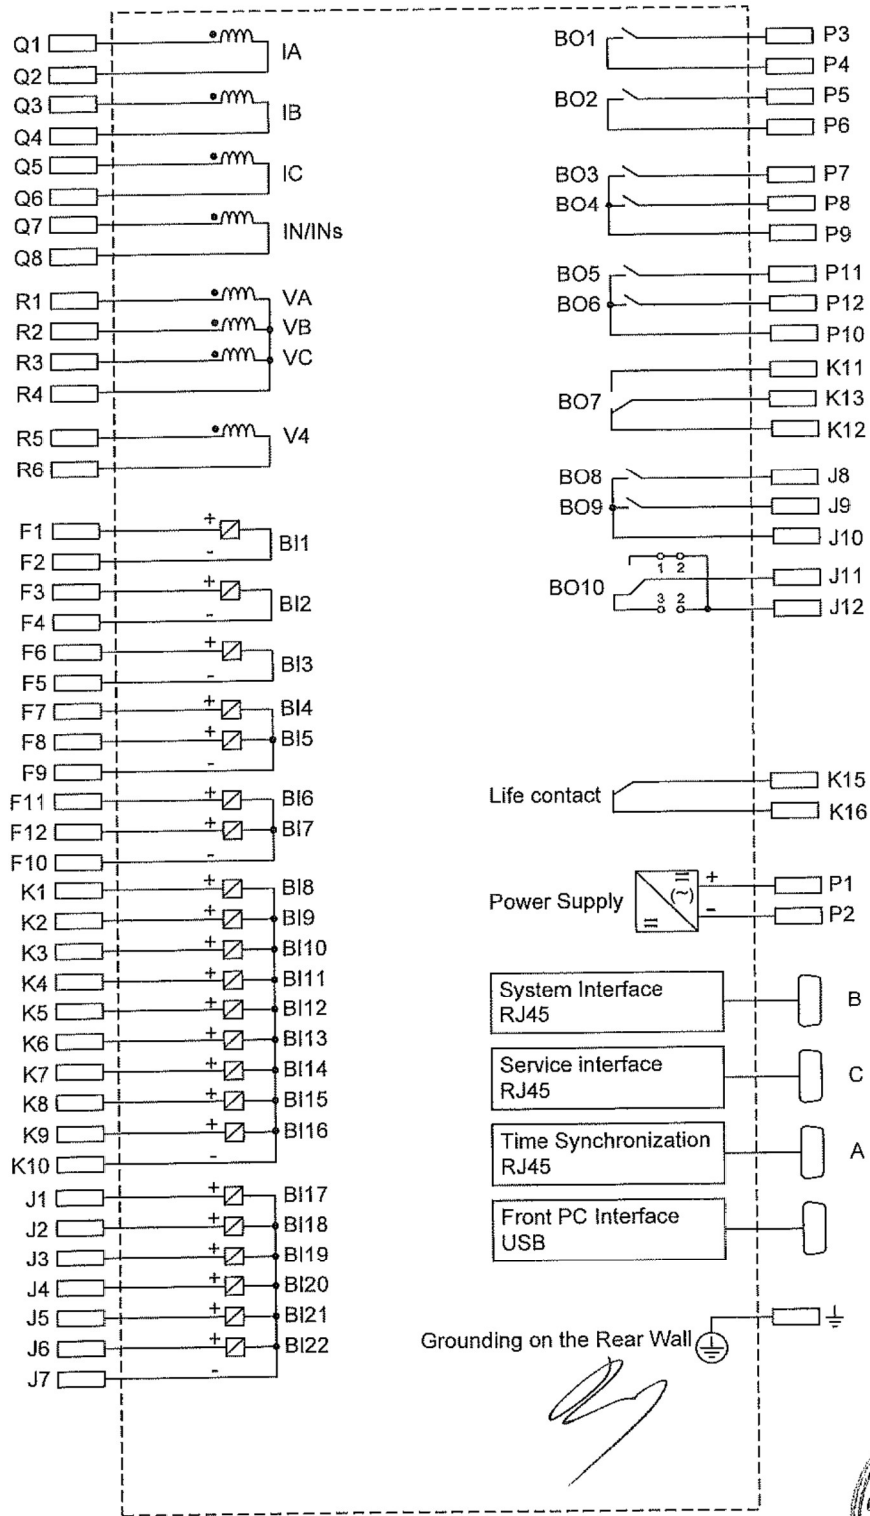 Q1 IA
Q2
Q3 IB
Q4
Q5 IC
Q6
Q7 IN/INs
Q8
R1 VA
R2 VB
R3 VC
R4
R5 V4
R6
F1 + BI1
F2 -
F3 + BI2
F4 -
F6 + BI3
F5 -
F7 + BI4
F8 + BI5
F9 -
F11 + BI6
F12 + BI7
F10 -
K1 + BI8
K2 + BI9
K3 + BI10
K4 + BI11
K5 + BI12
K6 + BI13
K7 + BI14
K8 + BI15
K9 + BI16
K10 -
J1 + BI17
J2 + BI18
J3 + BI19
J4 + BI20
J5 + BI21
J6 + BI22
J7 -
BO1 P3
P4
BO2 P5
P6
BO3 P7
BO4 P8
P9
BO5 P11
BO6 P12
P10
K11
BO7 K13
K12
BO8 J8
BO9 J9
J10
1 2
BO10 J11
3 2 J12
Life contact K15
K16
Power Supply (~) + P1
- P2
System Interface
RJ45
B
Service interface
RJ45
C
Time Synchronization
RJ45
A
Front PC Interface
USB
Grounding on the Rear Wall